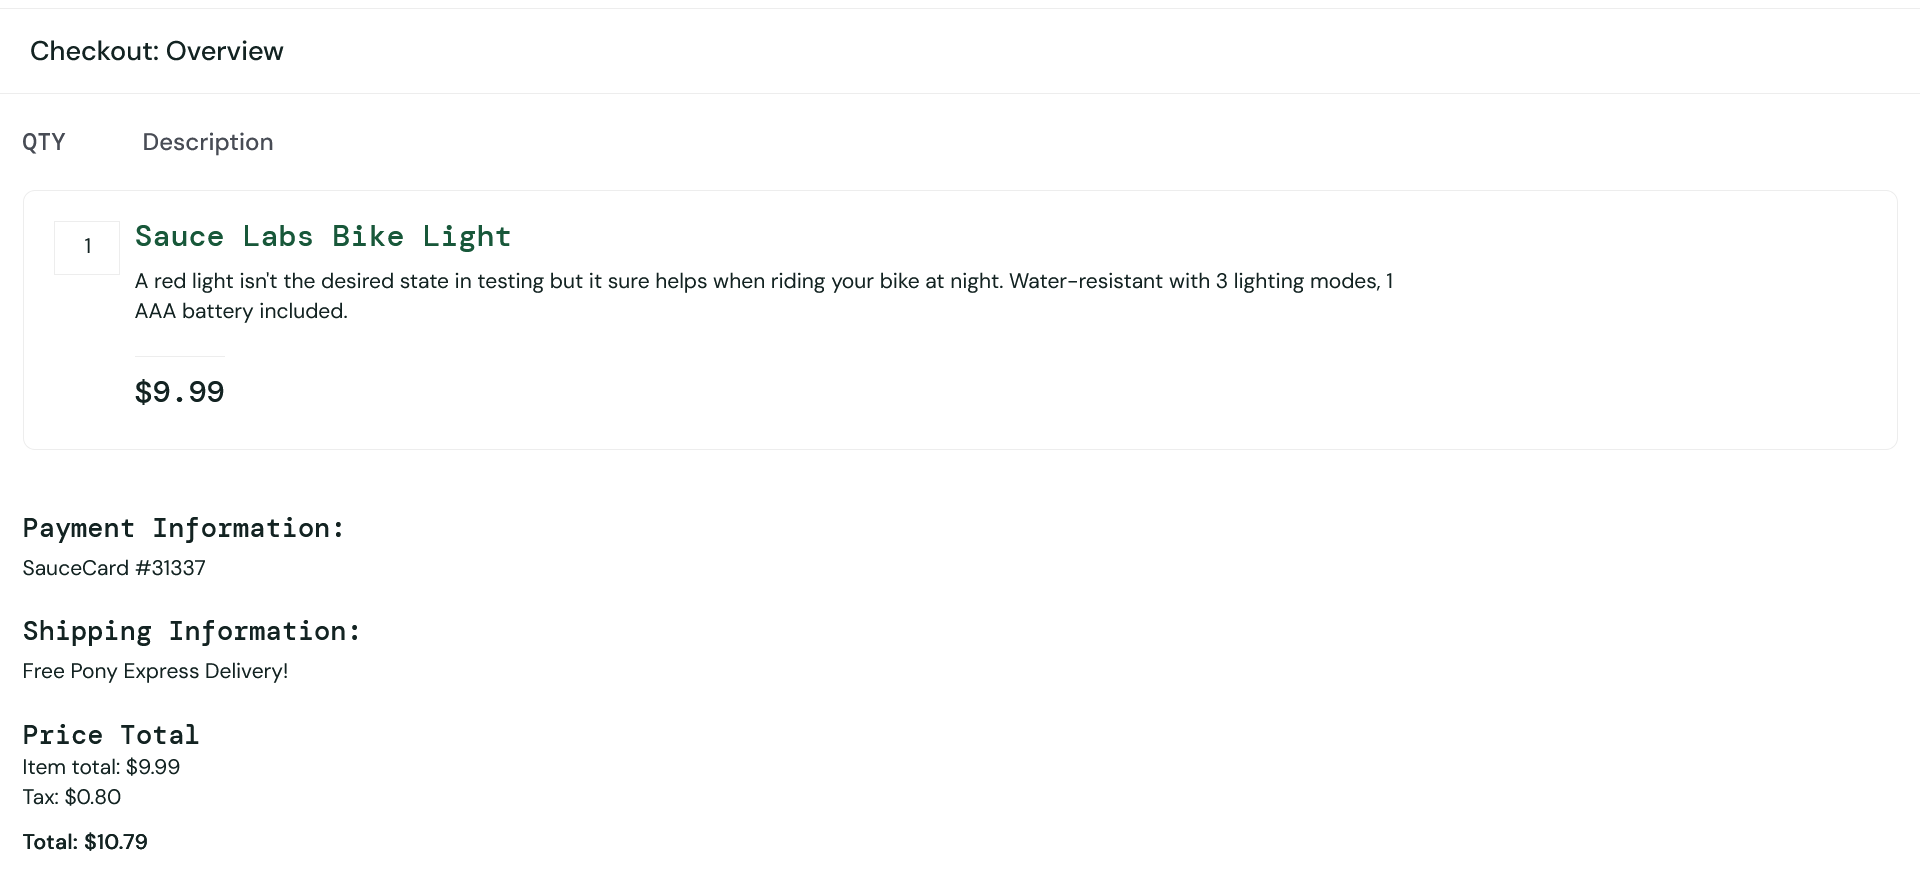 Checkout: Overview
QTY Description
1 Sauce Labs Bike Light
A red light isn't the desired state in testing but it sure helps when riding your bike at night. Water-resistant with 3 lighting modes, 1
AAA battery included.
$9.99
Payment Information:
SauceCard #31337
Shipping Information:
Free Pony Express Delivery!
Price Total
Item total: $9.99
Tax: $0.80
Total: $10.79